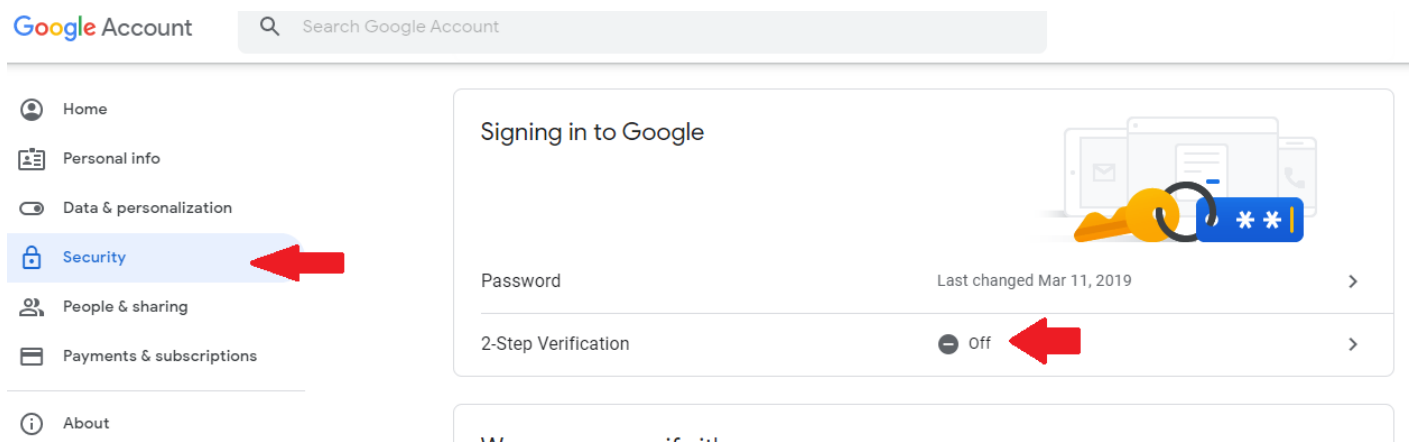 Google Account
Search Google Account
Home
Personal info
Data & personalization
Security
People & sharing
Payments & subscriptions
About
Signing in to Google
* *
Password
Last changed Mar 11, 2019
2-Step Verification
Off